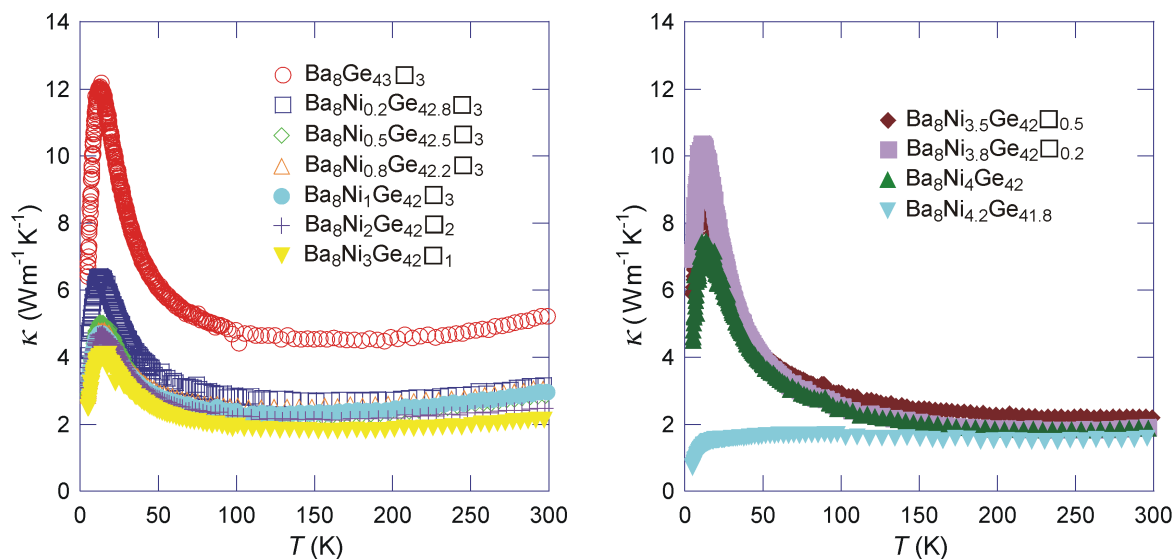 14
12
10
8
6
4
2
0
κ (Wm⁻¹K⁻¹)
Ba₈Ge₄₃□₃
Ba₈Ni₀.₂Ge₄₂.₈□₃
Ba₈Ni₀.₅Ge₄₂.₅□₃
Ba₈Ni₀.₈Ge₄₂.₂□₃
Ba₈Ni₁Ge₄₂□₃
Ba₈Ni₂Ge₄₂□₂
Ba₈Ni₃Ge₄₂□₁
0 50 100 150 200 250 300
T (K)
14
12
10
8
6
4
2
0
κ (Wm⁻¹K⁻¹)
Ba₈Ni₃.₅Ge₄₂□₀.₅
Ba₈Ni₃.₈Ge₄₂□₀.₂
Ba₈Ni₄Ge₄₂
Ba₈Ni₄.₂Ge₄₁.₈
0 50 100 150 200 250 300
T (K)